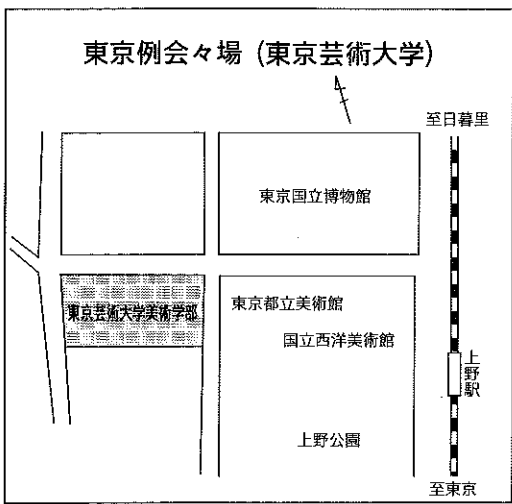 東京例会々場 (東京芸術大学)
至日暮里
東京国立博物館
東京芸術大学美術学部
東京都立美術館
国立西洋美術館
上野駅
上野公園
至東京